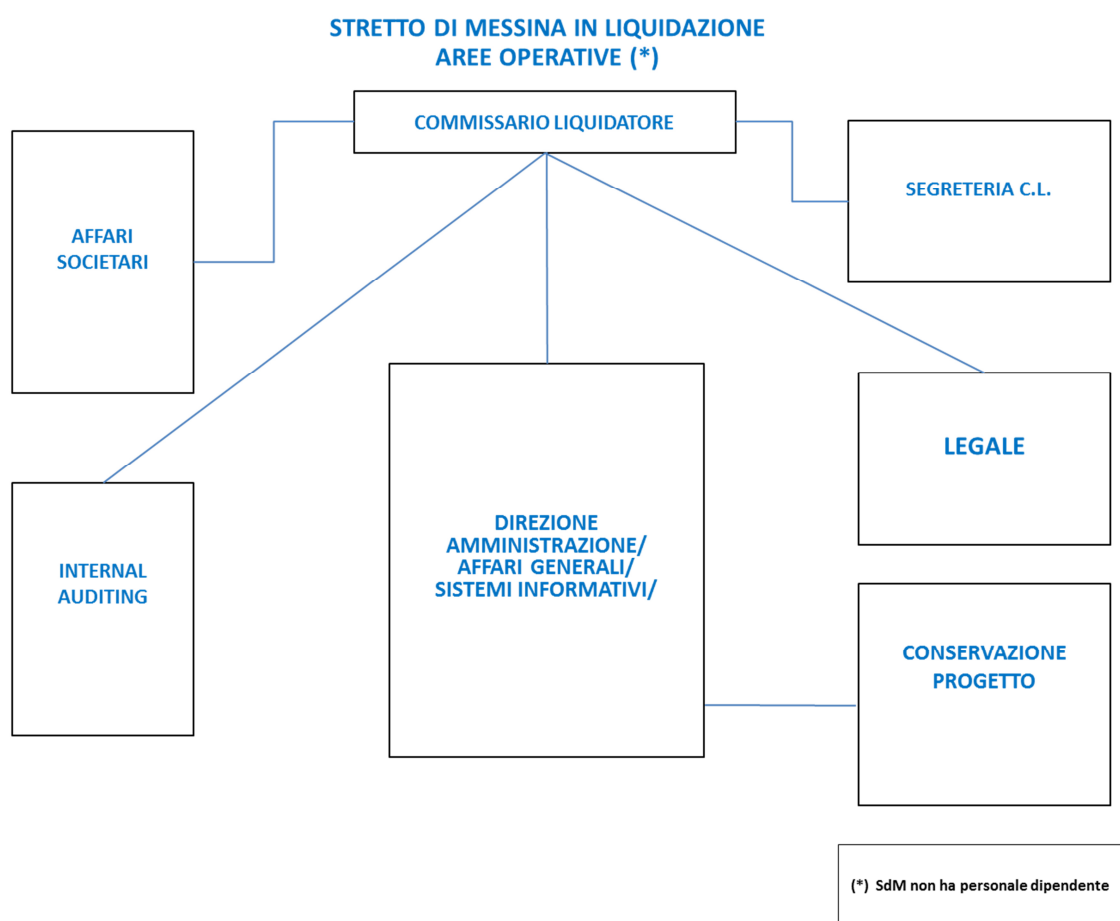 STRETTO DI MESSINA IN LIQUIDAZIONE
AREE OPERATIVE (*)
COMMISSARIO LIQUIDATORE
SEGRETERIA C.L.
AFFARI
SOCIETARI
LEGALE
DIREZIONE
AMMINISTRAZIONE/
AFFARI GENERALI/
SISTEMI INFORMATIVI/
INTERNAL
AUDITING
CONSERVAZIONE
PROGETTO
(*) SdM non ha personale dipendente